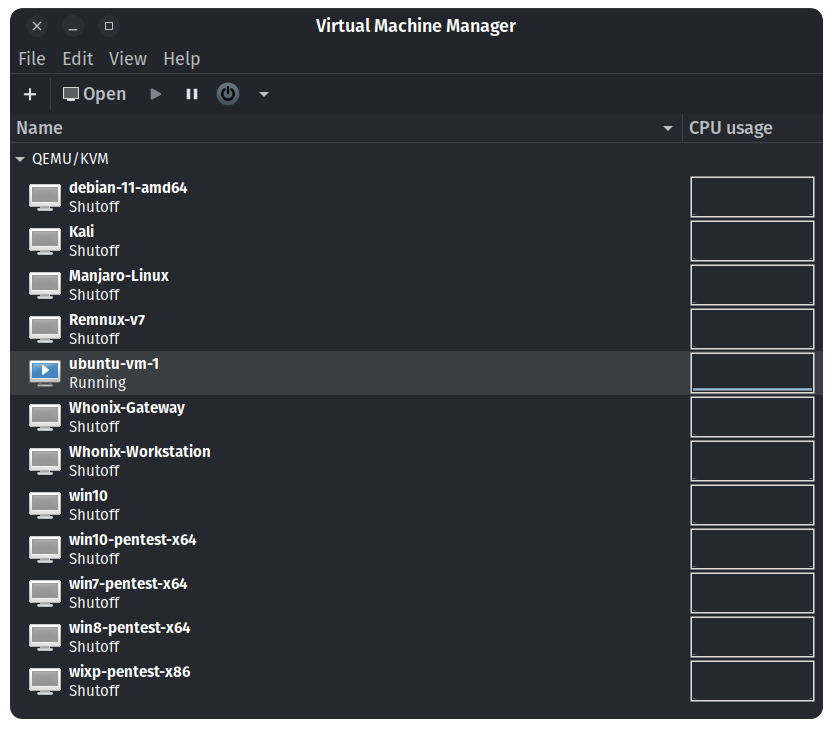 Virtual Machine Manager
File Edit View Help
Open
Name CPU usage
QEMU/KVM
debian-11-amd64
Shutoff
Kali
Shutoff
Manjaro-Linux
Shutoff
Remnux-v7
Shutoff
ubuntu-vm-1
Running
Whonix-Gateway
Shutoff
Whonix-Workstation
Shutoff
win10
Shutoff
win10-pentest-x64
Shutoff
win7-pentest-x64
Shutoff
win8-pentest-x64
Shutoff
wixp-pentest-x86
Shutoff